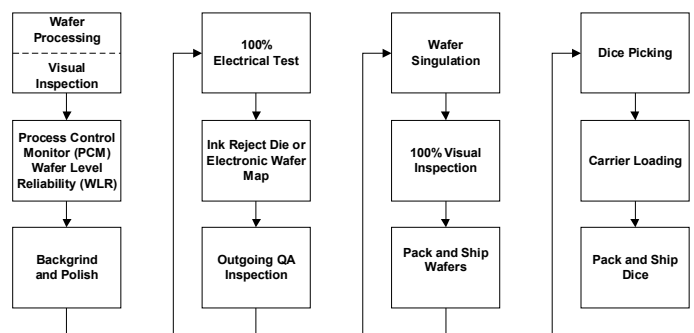 Wafer
Processing
Visual
Inspection
Process Control
Monitor (PCM)
Wafer Level
Reliability (WLR)
Backgrind
and Polish
100%
Electrical Test
Ink Reject Die or
Electronic Wafer
Map
Outgoing QA
Inspection
Wafer
Singulation
100% Visual
Inspection
Pack and Ship
Wafers
Dice Picking
Carrier Loading
Pack and Ship
Dice